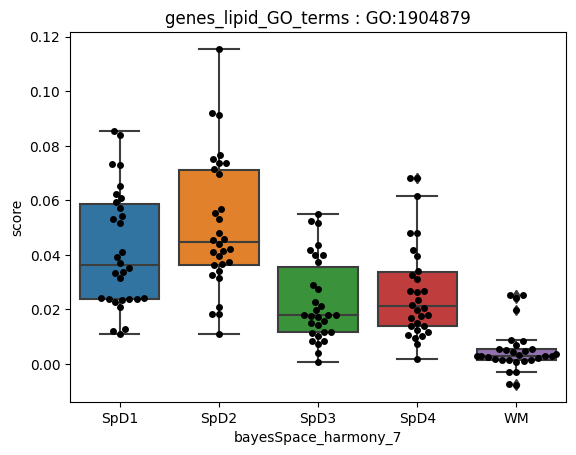 genes_lipid_GO_terms : GO:1904879
0.12
0.10
0.08
0.06
0.04
0.02
0.00
score
SpD1 SpD2 SpD3 SpD4 WM
bayesSpace_harmony_7